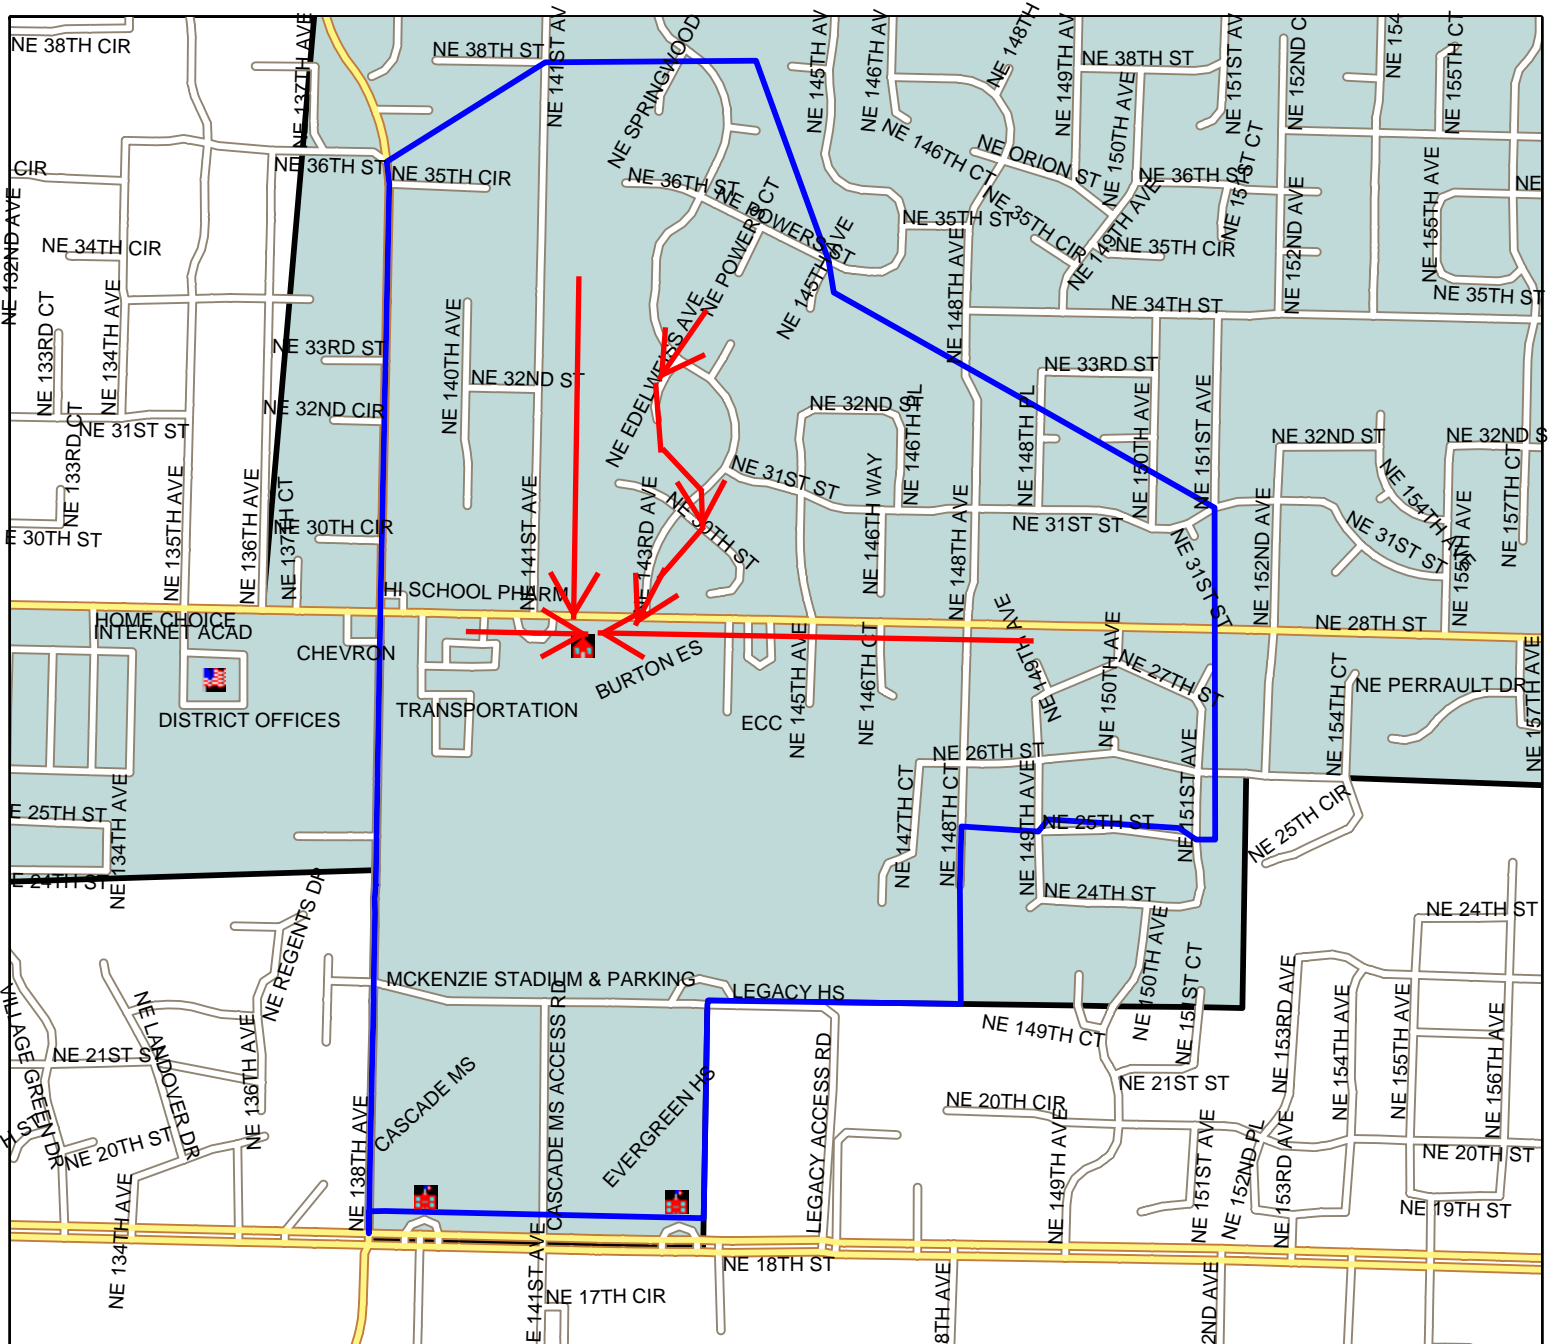 NE 38TH CIR
NE 137TH AVE
NE 38TH ST
NE 141ST AV
NE SPRINGWOOD
NE 145TH AV
NE 146TH AV
NE 148TH
NE 149TH AV
NE 38TH ST
NE 151ST AV
NE 152ND C
NE 154
NE 155TH CT
CIR
NE 132ND AVE
NE 36TH ST
NE 35TH CIR
NE 36TH ST
NE POWERS ST
NE POWERS CT
NE 146TH CT
NE ORION ST
NE 150TH AVE
NE 36TH ST
NE 151ST CT
NE 152ND AVE
NE 155TH AVE
NE
NE 34TH CIR
NE 145TH AVE
NE 35TH ST
NE 35TH CIR
NE 149TH AVE
NE 35TH CIR
NE 35TH ST
NE 133RD CT
NE 134TH AVE
NE 140TH AVE
NE EDELWEISS AVE
NE 148TH AVE
NE 34TH ST
NE 33RD ST
NE 32ND ST
NE 33RD ST
NE 32ND CIR
NE 32ND ST
NE 146TH PL
NE 148TH PL
NE 150TH AVE
NE 151ST AVE
NE 31ST ST
NE 133RD CT
NE 32ND ST
NE 32ND S
NE 135TH AVE
NE 136TH AVE
NE 137TH CT
NE 141ST AVE
NE 143RD AVE
NE 31ST ST
NE 146TH WAY
NE 148TH AVE
NE 152ND AVE
NE 154TH AVE
NE 155TH AVE
NE 157TH CT
E 30TH ST
NE 30TH CIR
NE 30TH ST
NE 31ST ST
NE 31ST ST
NE 31ST ST
HI SCHOOL PHARM
HOME CHOICE
INTERNET ACAD
CHEVRON
NE 28TH ST
BURTON ES
NE 145TH AVE
NE 146TH CT
NE 149TH AVE
NE 150TH AVE
NE 27TH ST
NE 154TH CT
NE PERRAULT DR
NE 157TH AVE
DISTRICT OFFICES
TRANSPORTATION
ECC
NE 26TH ST
E 25TH ST
NE 134TH AVE
NE 147TH CT
NE 148TH CT
NE 149TH AVE
NE 25TH ST
NE 151ST AVE
NE 25TH CIR
E 24TH ST
NE 24TH ST
NE 24TH ST
NE REGENTS DR
MCKENZIE STADIUM & PARKING
LEGACY HS
NE 150TH AVE
NE 151ST CT
NE 153RD AVE
NE 154TH AVE
NE 155TH AVE
NE 156TH AVE
VILLAGE GREEN DR
NE LANDOVER DR
NE 136TH AVE
CASCADE MS ACCESS RD
LEGACY ACCESS RD
NE 149TH CT
NE 21ST ST
NE 21ST ST
CASCADE MS
EVERGREEN HS
NE 20TH CIR
H ST
NE 20TH ST
NE 138TH AVE
NE 149TH AVE
NE 151ST AVE
NE 152ND PL
NE 153RD AVE
NE 20TH ST
NE 134TH AVE
NE 19TH ST
NE 18TH ST
E 141ST AVE
NE 17TH CIR
8TH AVE
2ND AVE